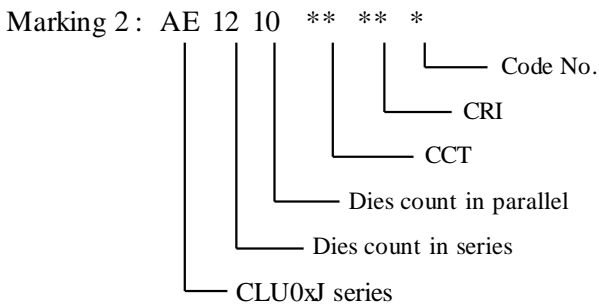 Marking 2 : AE 12 10 ** ** *
Code No.
CRI
CCT
Dies count in parallel
Dies count in series
CLU0xJ series